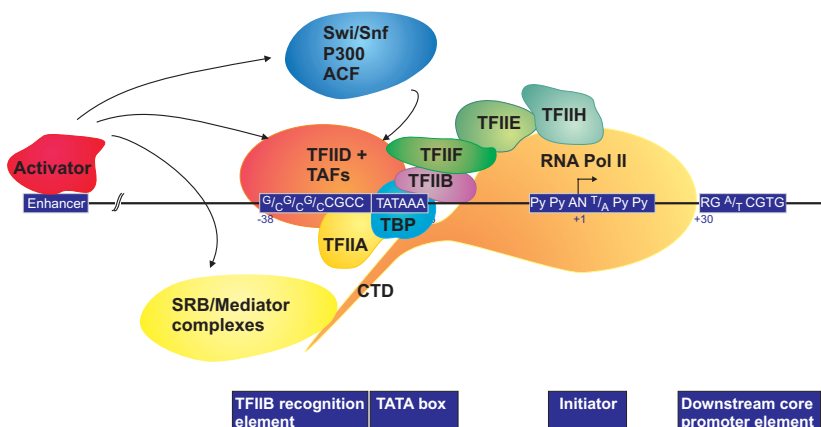 Swi/Snf
P300
ACF
TFIIH
TFIIE
RNA Pol II
TFIID +
TAFs
TFIIF
TFIIB
Activator
Enhancer
G/CG/CG/CCGCC
TATAAA
Py Py AN T/A Py Py
RG A/T CGTG
-38
+1
+30
TBP
TFIIA
CTD
SRB/Mediator
complexes
TFIIB recognition
element
TATA box
Initiator
Downstream core
promoter element